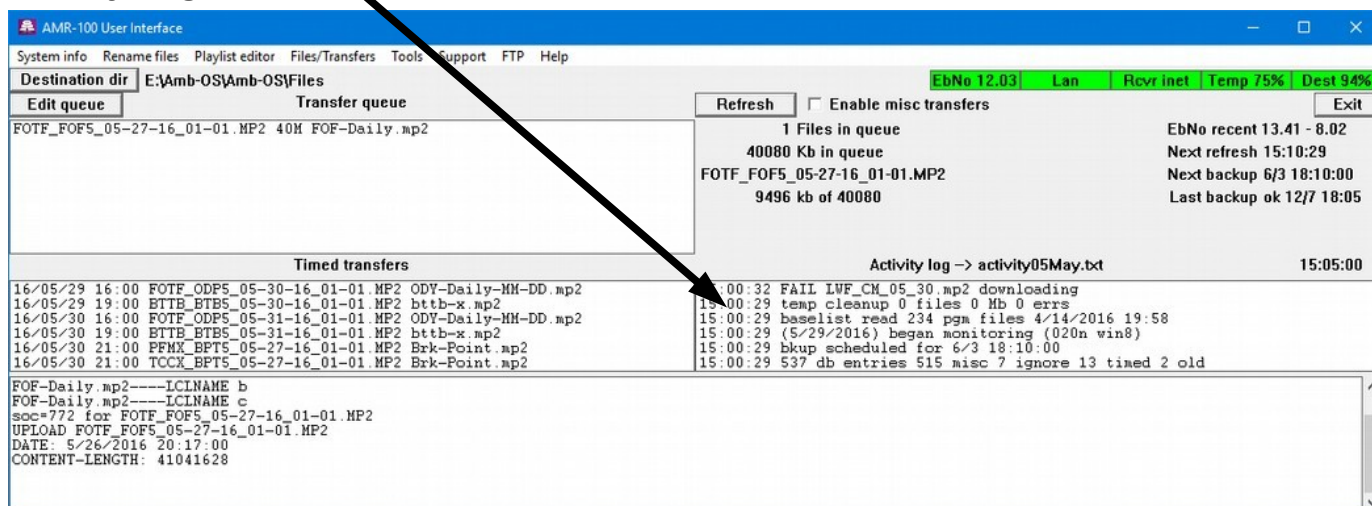 AMR-100 User Interface
System info Rename files Playlist editor Files/Transfers Tools Support FTP Help
Destination dir E:\Amb-OS\Amb-OS\Files
EbNo 12.03 Lan Rcvr inet Temp 75% Dest 94%
Edit queue Transfer queue
Refresh Enable misc transfers Exit
FOTF_FOF5_05-27-16_01-01.MP2 40M FOF-Daily.mp2
1 Files in queue
40080 Kb in queue
FOTF_FOF5_05-27-16_01-01.MP2
9496 kb of 40080
EbNo recent 13.41 - 8.02
Next refresh 15:10:29
Next backup 6/3 18:10:00
Last backup ok 12/7 18:05
Timed transfers
16/05/29 16:00 FOTF_ODP5_05-30-16_01-01.MP2 ODY-Daily-MM-DD.mp2
16/05/29 19:00 BTTB_BTB5_05-30-16_01-01.MP2 bttb-x.mp2
16/05/30 16:00 FOTF_ODP5_05-31-16_01-01.MP2 ODY-Daily-MM-DD.mp2
16/05/30 19:00 BTTB_BTB5_05-31-16_01-01.MP2 bttb-x.mp2
16/05/30 21:00 PFMX_BPT5_05-27-16_01-01.MP2 Brk-Point.mp2
16/05/30 21:00 TCCX_BPT5_05-27-16_01-01.MP2 Brk-Point.mp2
Activity log --> activity05May.txt 15:05:00
:00:32 FAIL LWF_CM_05_30.mp2 downloading
15:00:29 temp cleanup 0 files 0 Mb 0 errs
15:00:29 baselist read 234 pgm files 4/14/2016 19:58
15:00:29 (5/29/2016) began monitoring (020n win8)
15:00:29 bkup scheduled for 6/3 18:10:00
15:00:29 537 db entries 515 misc 7 ignore 13 timed 2 old
FOF-Daily.mp2----LCLNAME b
FOF-Daily.mp2----LCLNAME c
soc=772 for FOTF_FOF5_05-27-16_01-01.MP2
UPLOAD FOTF_FOF5_05-27-16_01-01.MP2
DATE: 5/26/2016 20:17:00
CONTENT-LENGTH: 41041628